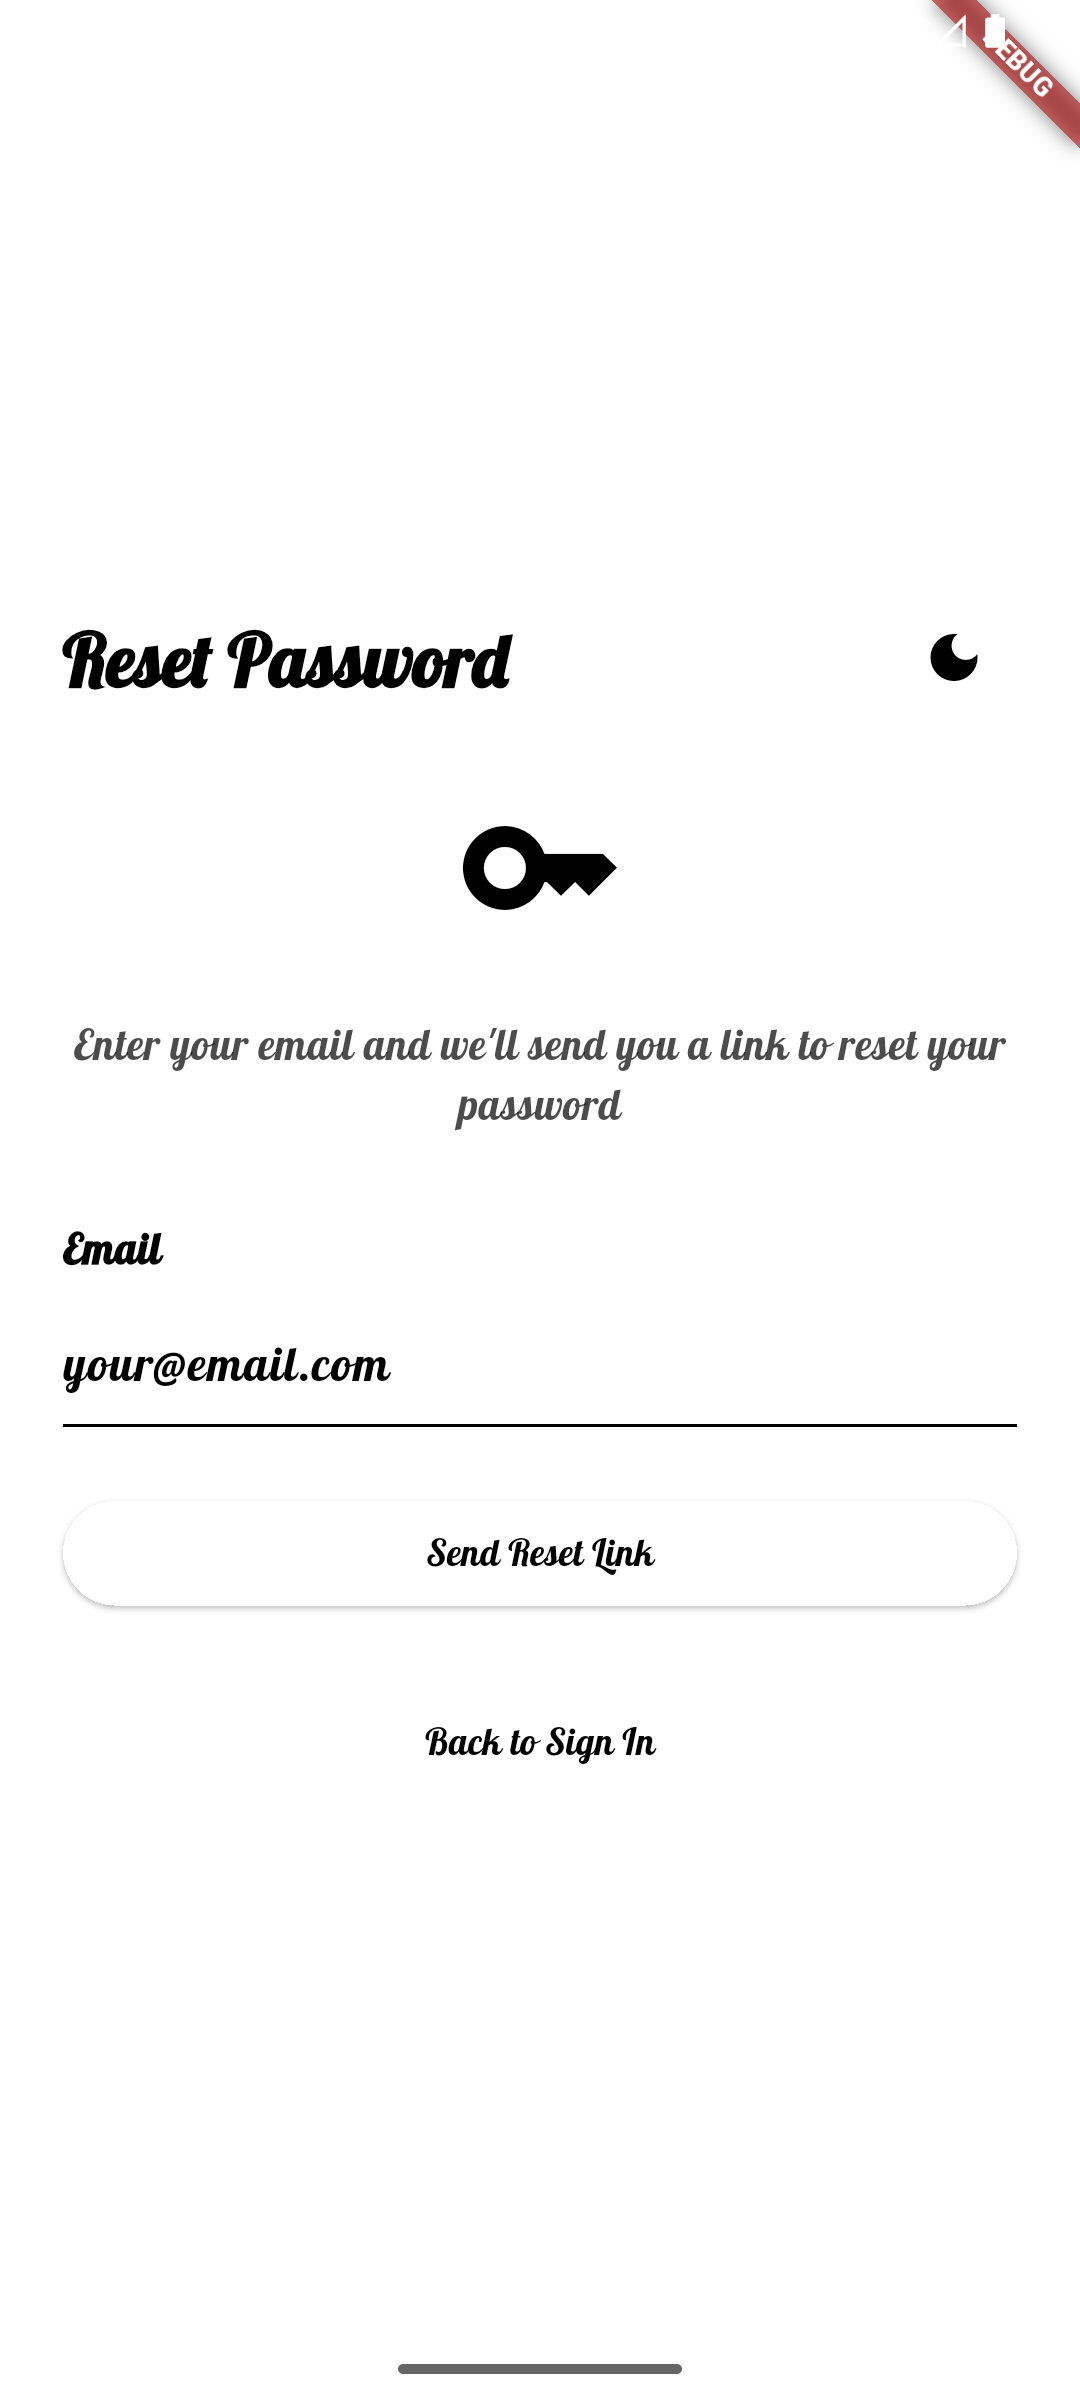 EBUG
Reset Password
Enter your email and we'll send you a link to reset your
password
Email
your@email.com
Send Reset Link
Back to Sign In